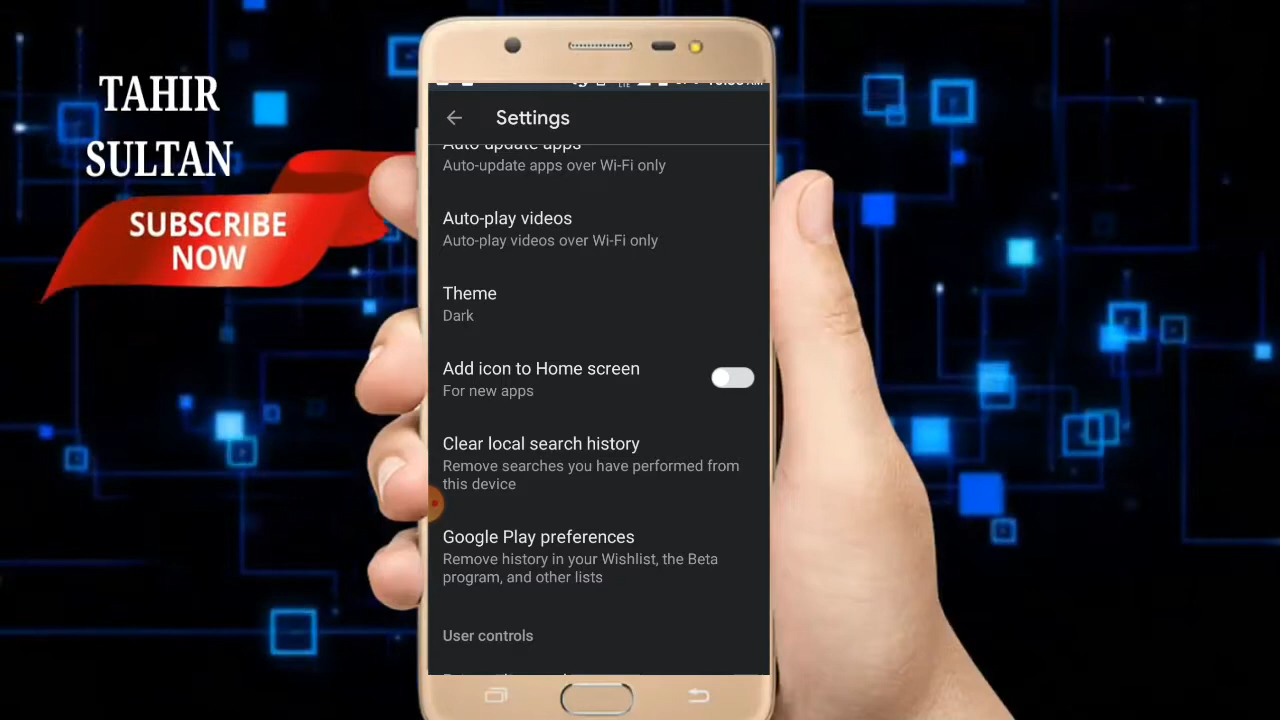 TAHIR
SULTAN
SUBSCRIBE
NOW
Settings
Auto-update apps
Auto-update apps over Wi-Fi only
Auto-play videos
Auto-play videos over Wi-Fi only
Theme
Dark
Add icon to Home screen
For new apps
Clear local search history
Remove searches you have performed from
this device
Google Play preferences
Remove history in your Wishlist, the Beta
program, and other lists
User controls